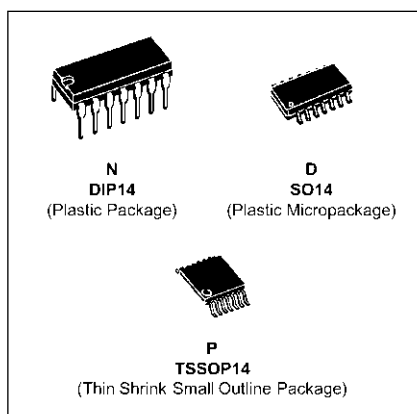 N
DIP14
(Plastic Package)
D
SO14
(Plastic Micropackage)
P
TSSOP14
(Thin Shrink Small Outline Package)